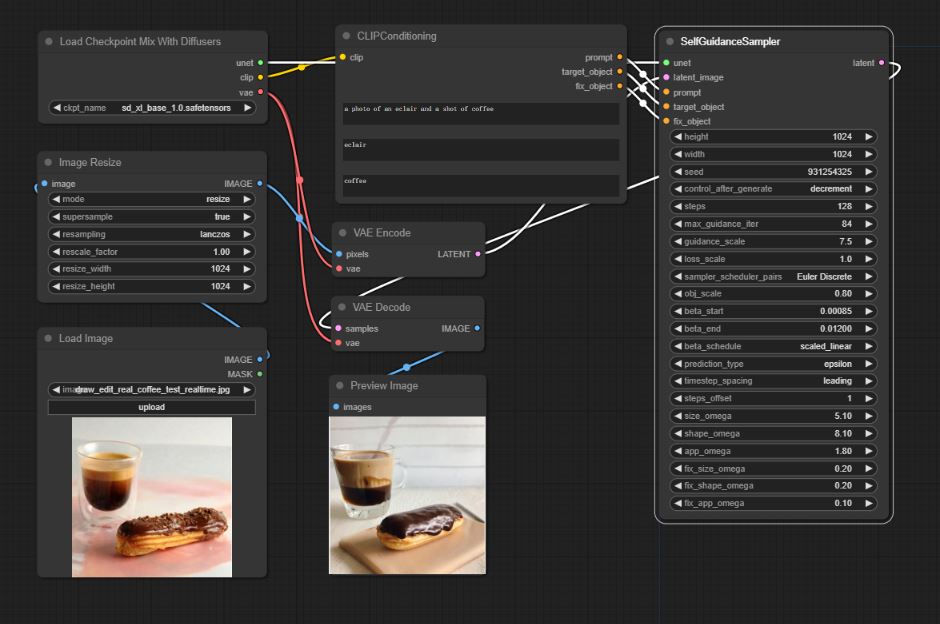 Load Checkpoint Mix With Diffusers
unet
clip
vae
ckpt_name sd_xl_base_1.0.safetensors
Image Resize
image IMAGE
mode resize
supersample true
resampling lanczos
rescale_factor 1.00
resize_width 1024
resize_height 1024
Load Image
IMAGE
MASK
draw_edit_real_coffee_test_realtime.jpg
upload
CLIPConditioning
clip prompt
target_object
fix_object
a photo of an eclair and a shot of coffee
eclair
coffee
VAE Encode
pixels LATENT
vae
VAE Decode
samples IMAGE
vae
Preview Image
images
SelfGuidanceSampler
unet latent
latent_image
prompt
target_object
fix_object
height 1024
width 1024
seed 931254325
control_after_generate decrement
steps 128
max_guidance_iter 84
guidance_scale 7.5
loss_scale 1.0
sampler_scheduler_pairs Euler Discrete
obj_scale 0.80
beta_start 0.00085
beta_end 0.01200
beta_schedule scaled_linear
prediction_type epsilon
timestep_spacing leading
steps_offset 1
size_omega 5.10
shape_omega 8.10
app_omega 1.80
fix_size_omega 0.20
fix_shape_omega 0.20
fix_app_omega 0.10